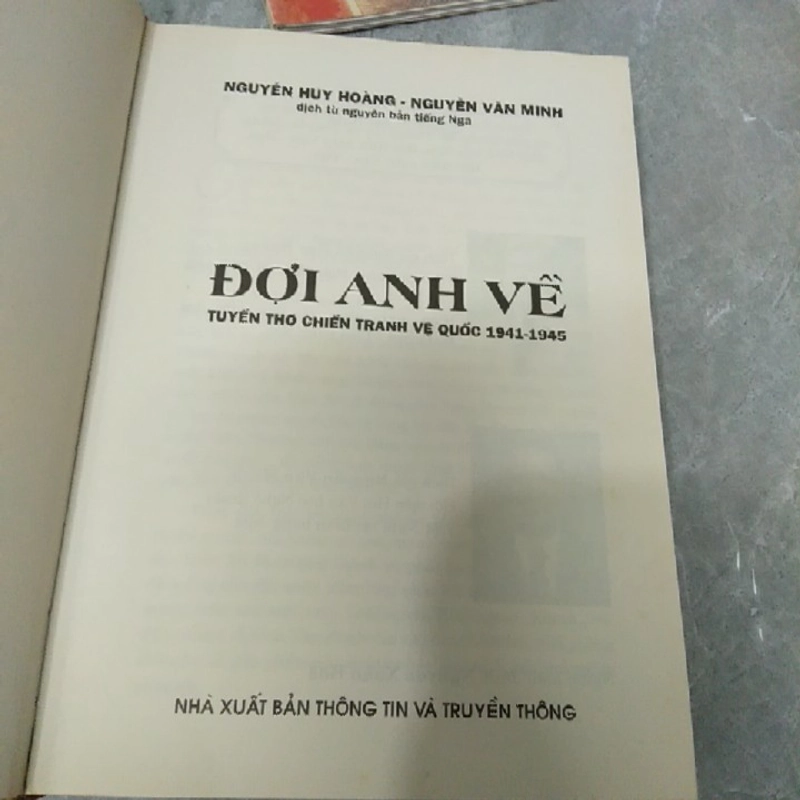 NGUYỄN HUY HOÀNG - NGUYỄN VĂN MINH
dịch từ nguyên bản tiếng Nga
ĐỢI ANH VỀ
TUYỂN THƠ CHIẾN TRANH VỆ QUỐC 1941-1945
NHÀ XUẤT BẢN THÔNG TIN VÀ TRUYỀN THÔNG